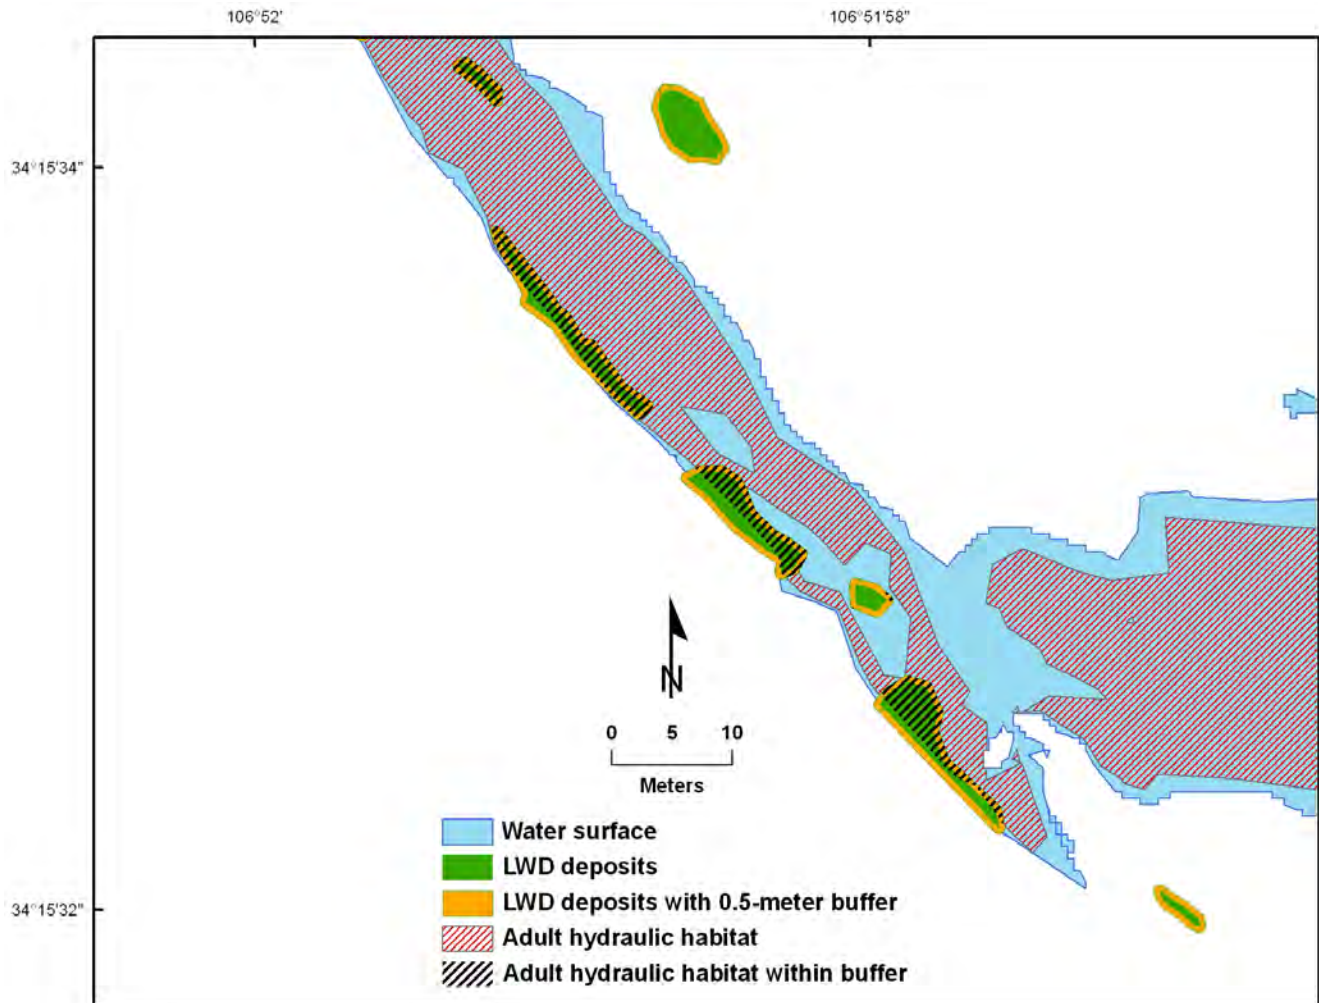 106°52'
106°51'58"
34°15'34"
N
0 5 10
Meters
Water surface
LWD deposits
LWD deposits with 0.5-meter buffer
34°15'32"
Adult hydraulic habitat
Adult hydraulic habitat within buffer